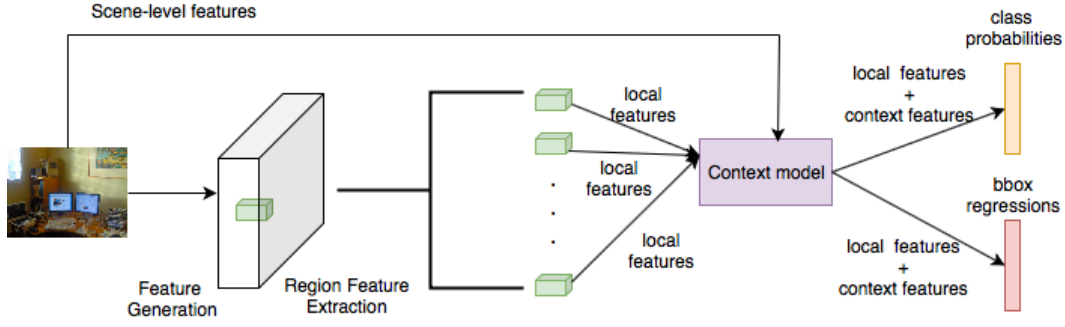 Scene-level features
class
probabilities
local features
+
context features
local
features
local
features
local
features
Context model
bbox
regressions
local features
+
context features
Feature
Generation
Region Feature
Extraction